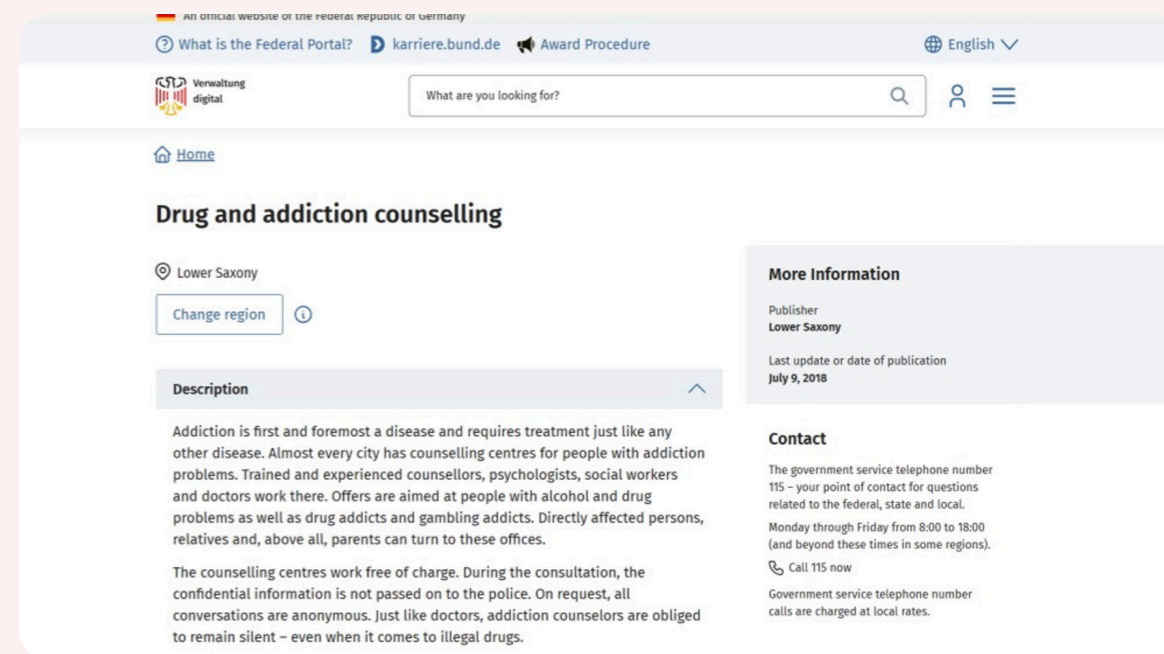 An official website of the Federal Republic of Germany
What is the Federal Portal?
karriere.bund.de
Award Procedure
English
Verwaltung
digital
What are you looking for?
Home
Drug and addiction counselling
Lower Saxony
Change region
Description
Addiction is first and foremost a disease and requires treatment just like any
other disease. Almost every city has counselling centres for people with addiction
problems. Trained and experienced counsellors, psychologists, social workers
and doctors work there. Offers are aimed at people with alcohol and drug
problems as well as drug addicts and gambling addicts. Directly affected persons,
relatives and, above all, parents can turn to these offices.
The counselling centres work free of charge. During the consultation, the
confidential information is not passed on to the police. On request, all
conversations are anonymous. Just like doctors, addiction counselors are obliged
to remain silent – even when it comes to illegal drugs.
More Information
Publisher
Lower Saxony
Last update or date of publication
July 9, 2018
Contact
The government service telephone number
115 – your point of contact for questions
related to the federal, state and local.
Monday through Friday from 8:00 to 18:00
(and beyond these times in some regions).
Call 115 now
Government service telephone number
calls are charged at local rates.